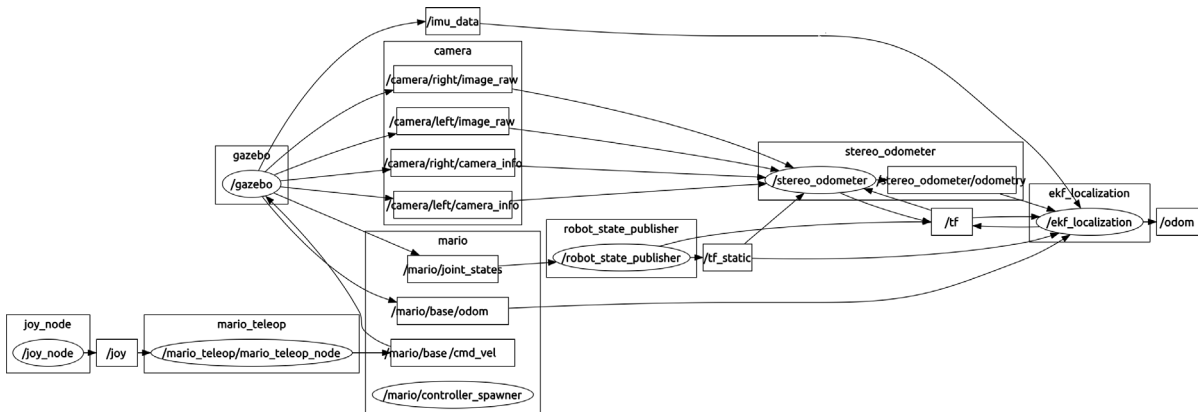 /imu_data
camera
/camera/right/image_raw
/camera/left/image_raw
/camera/right/camera_info
/camera/left/camera_info
gazebo
/gazebo
stereo_odometer
/stereo_odometer
/stereo_odometer/odometry
ekf_localization
/ekf_localization
/tf
/odom
mario
/mario/joint_states
/mario/base/odom
/mario/base/cmd_vel
/mario/controller_spawner
robot_state_publisher
/robot_state_publisher
/tf_static
joy_node
/joy_node
/joy
mario_teleop
/mario_teleop/mario_teleop_node